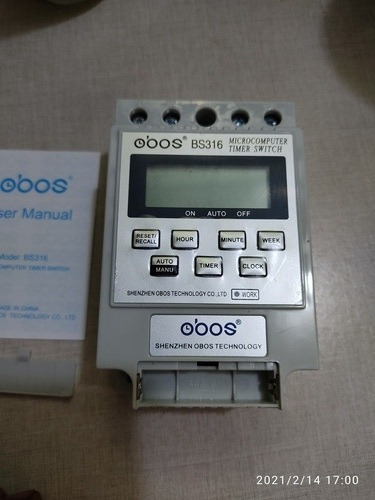 obos® BS316 MICROCOMPUTER
TIMER SWITCH
ON AUTO OFF
RESET/
RECALL
HOUR
MINUTE
WEEK
AUTO
MANU
TIMER
CLOCK
SHENZHEN OBOS TECHNOLOGY CO.,LTD
WORK
obos®
SHENZHEN OBOS TECHNOLOGY
obos®
ser Manual
Model: BS316
COMPUTER TIMER SWITCH
MADE IN CHINA
OBOS TECHNOLOGY CO., LTD
2021/2/14 17:00